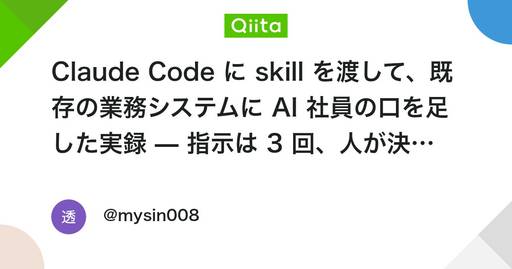 Qiita
Claude Code に skill を渡して、既
存の業務システムに AI 社員の口を足
した実録 — 指示は 3 回、人が決…
透
@mysin008